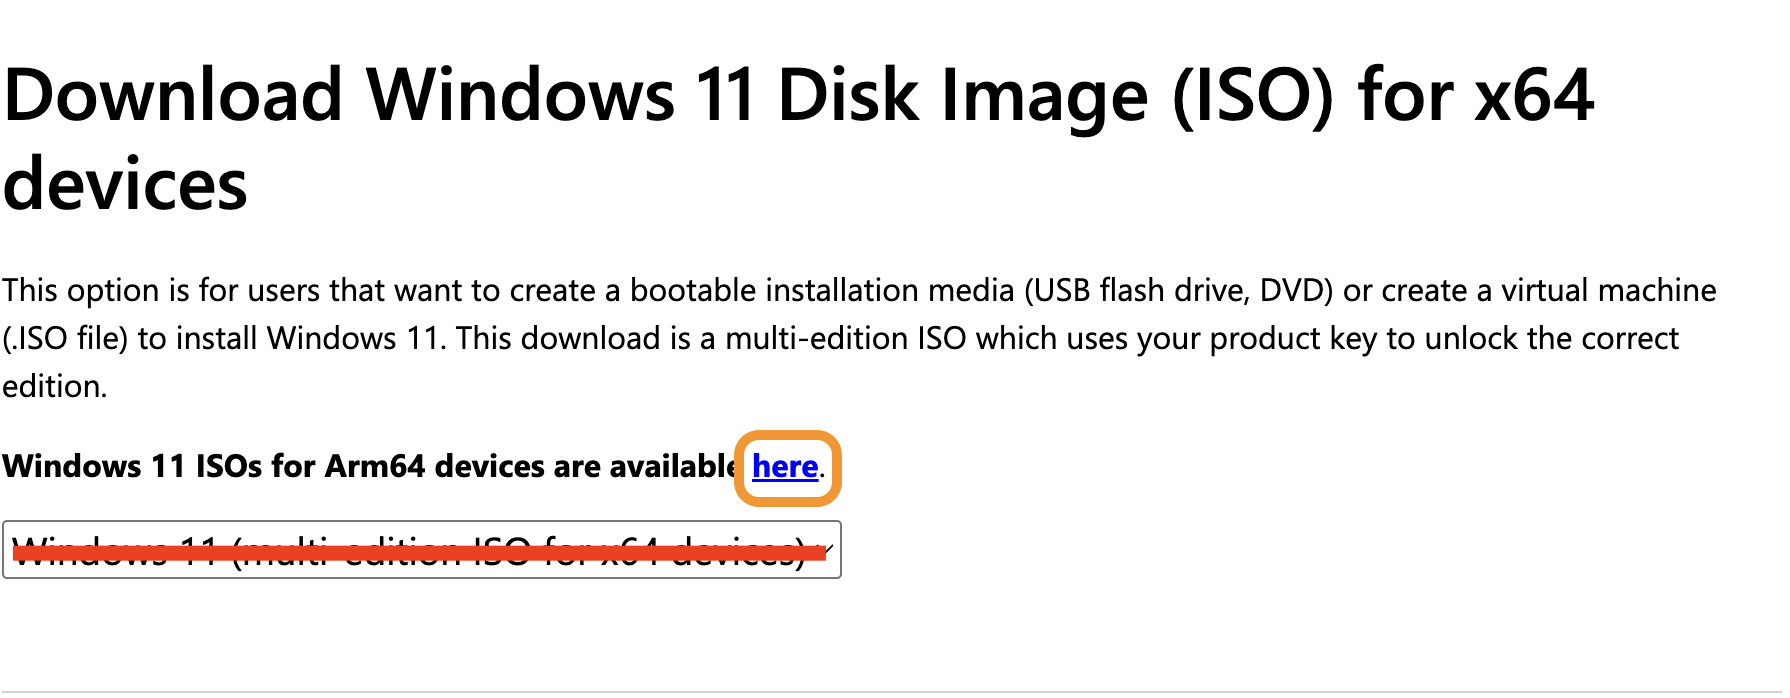 Download Windows 11 Disk Image (ISO) for x64
devices
This option is for users that want to create a bootable installation media (USB flash drive, DVD) or create a virtual machine
(.ISO file) to install Windows 11. This download is a multi-edition ISO which uses your product key to unlock the correct
edition.
Windows 11 ISOs for Arm64 devices are available here.
Windows 11 (multi-edition ISO for x64 devices)